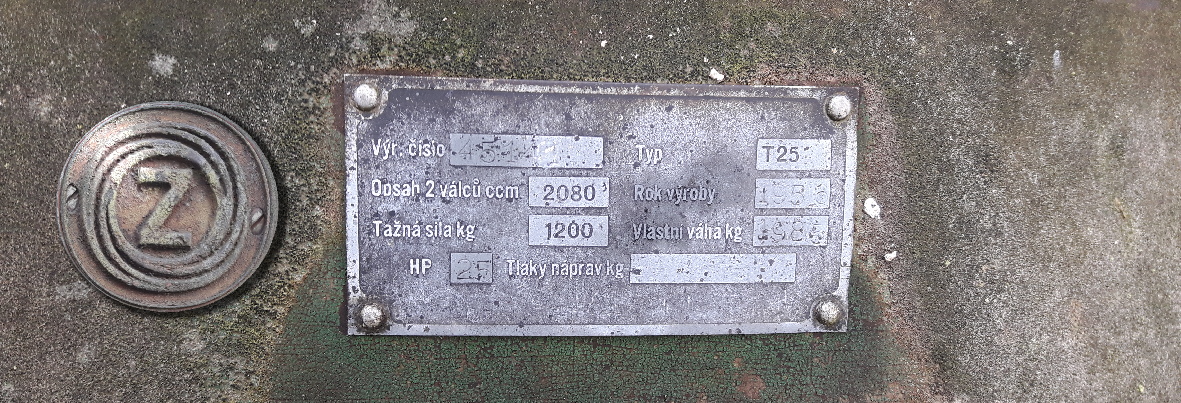 Z
Výr. číslo Typ T25
Obsah 2 válců ccm 2080 Rok výroby
Tažná síla kg 1200 Vlastní váha kg
HP 25 Tlaky náprav kg